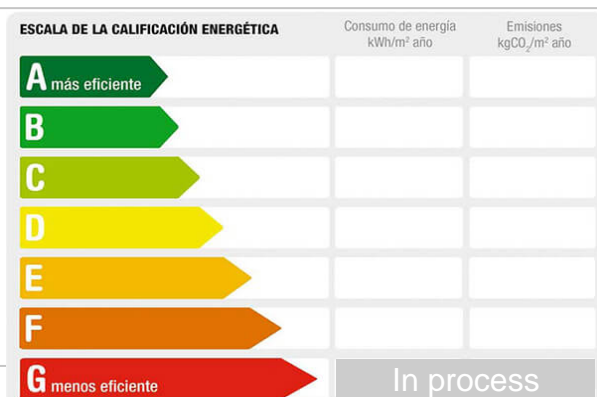 ESCALA DE LA CALIFICACIÓN ENERGÉTICA
Consumo de energía
kWh/m² año
Emisiones
kgCO₂/m² año
A más eficiente
B
C
D
E
F
G menos eficiente
In process